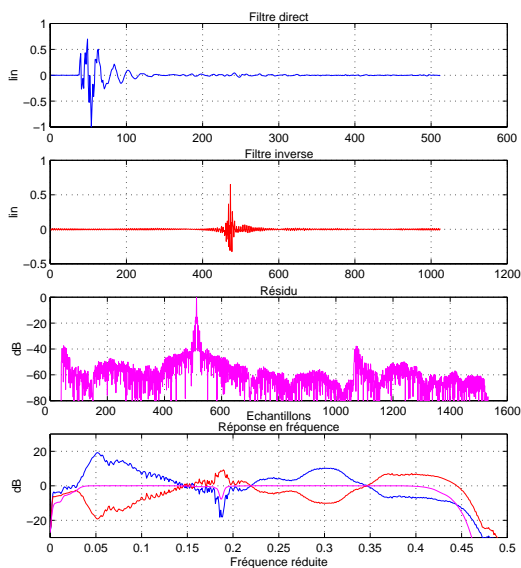 Filtre direct
1
0.5
0
−0.5
−1
lin
0 100 200 300 400 500 600
Filtre inverse
1
0.5
0
−0.5
lin
0 200 400 600 800 1000 1200
Résidu
0
−20
−40
−60
−80
dB
0 200 400 600 800 1000 1200 1400 1600
Echantillons
Réponse en fréquence
20
0
−20
dB
0 0.05 0.1 0.15 0.2 0.25 0.3 0.35 0.4 0.45 0.5
Fréquence réduite